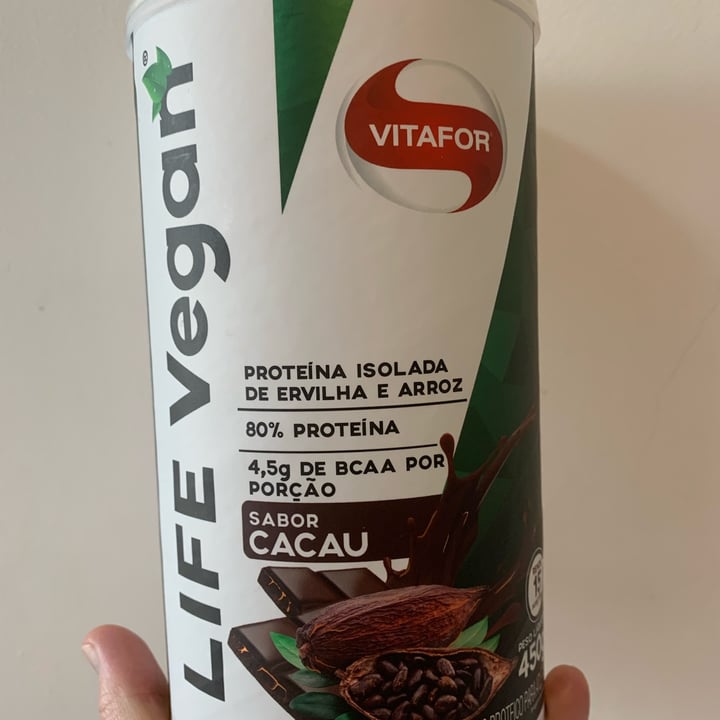 LIFE Vegan®
VITAFOR
PROTEÍNA ISOLADA
DE ERVILHA E ARROZ
80% PROTEÍNA
4,5g DE BCAA POR
PORÇÃO
SABOR
CACAU
PESO
450